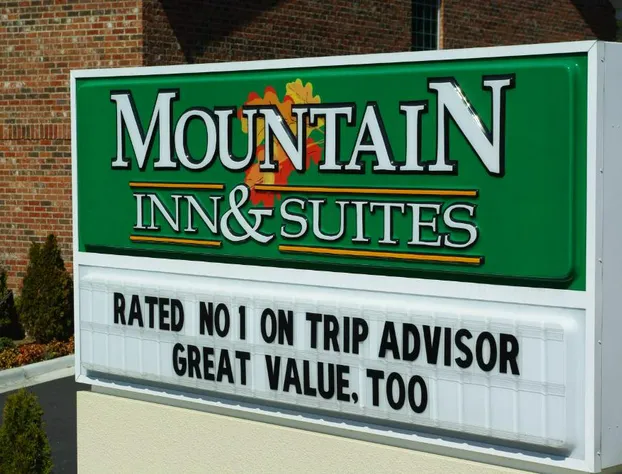 MOUNTAIN
INN & SUITES
RATED NO 1 ON TRIP ADVISOR
GREAT VALUE, TOO